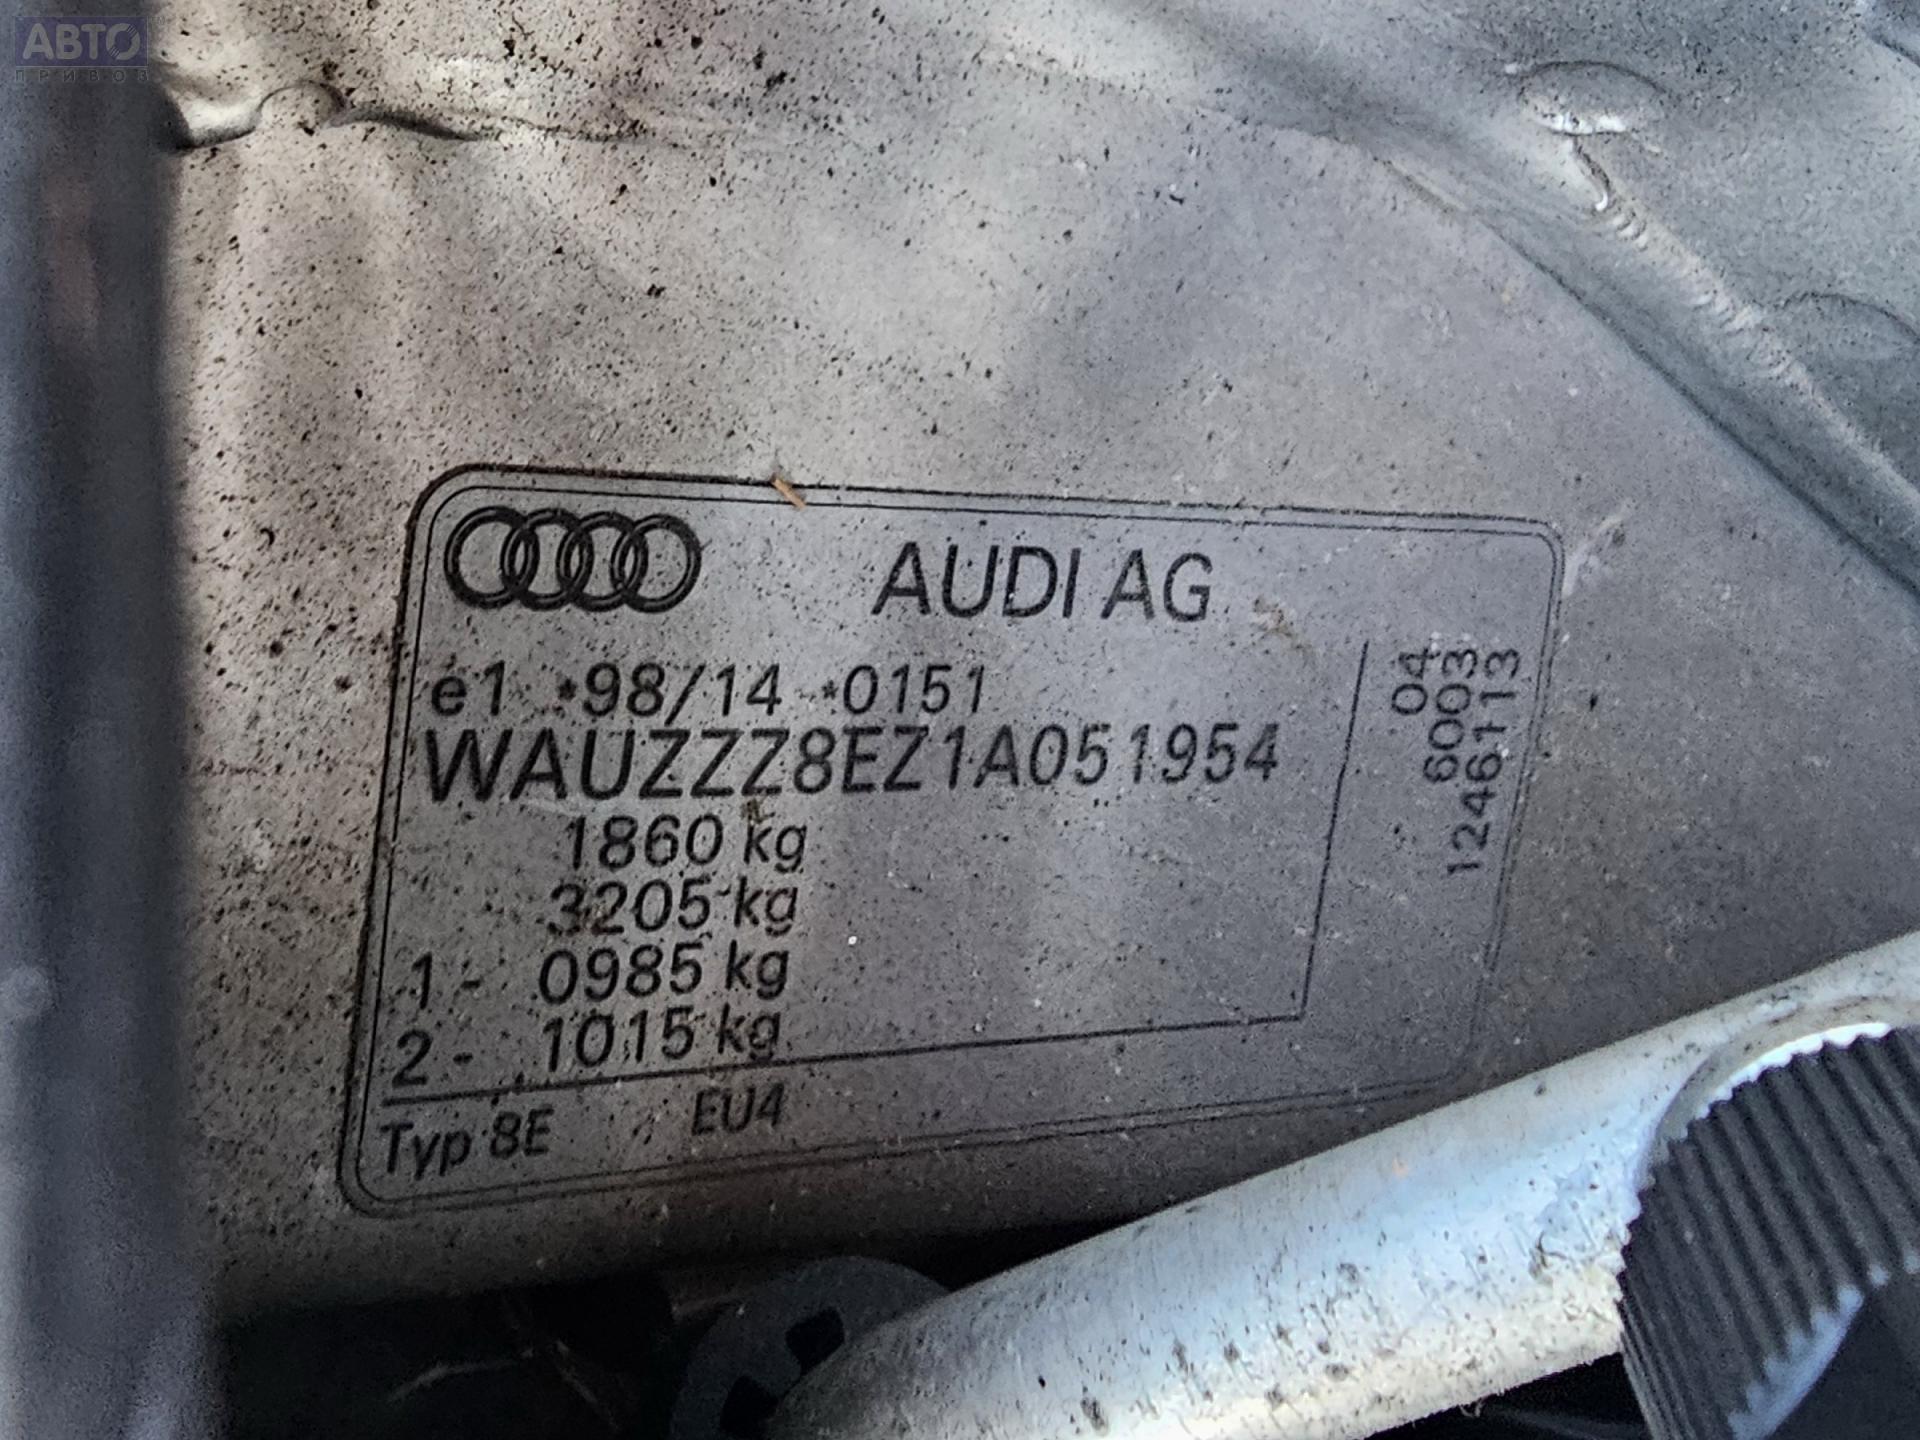 АВТО
ПРИВОЗ
AUDI AG
e1 *98/14 *0151
WAUZZZ8EZ1A051954
1860 kg
3205 kg
1 - 0985 kg
2 - 1015 kg
Typ 8E EU4
04
6003
12461113